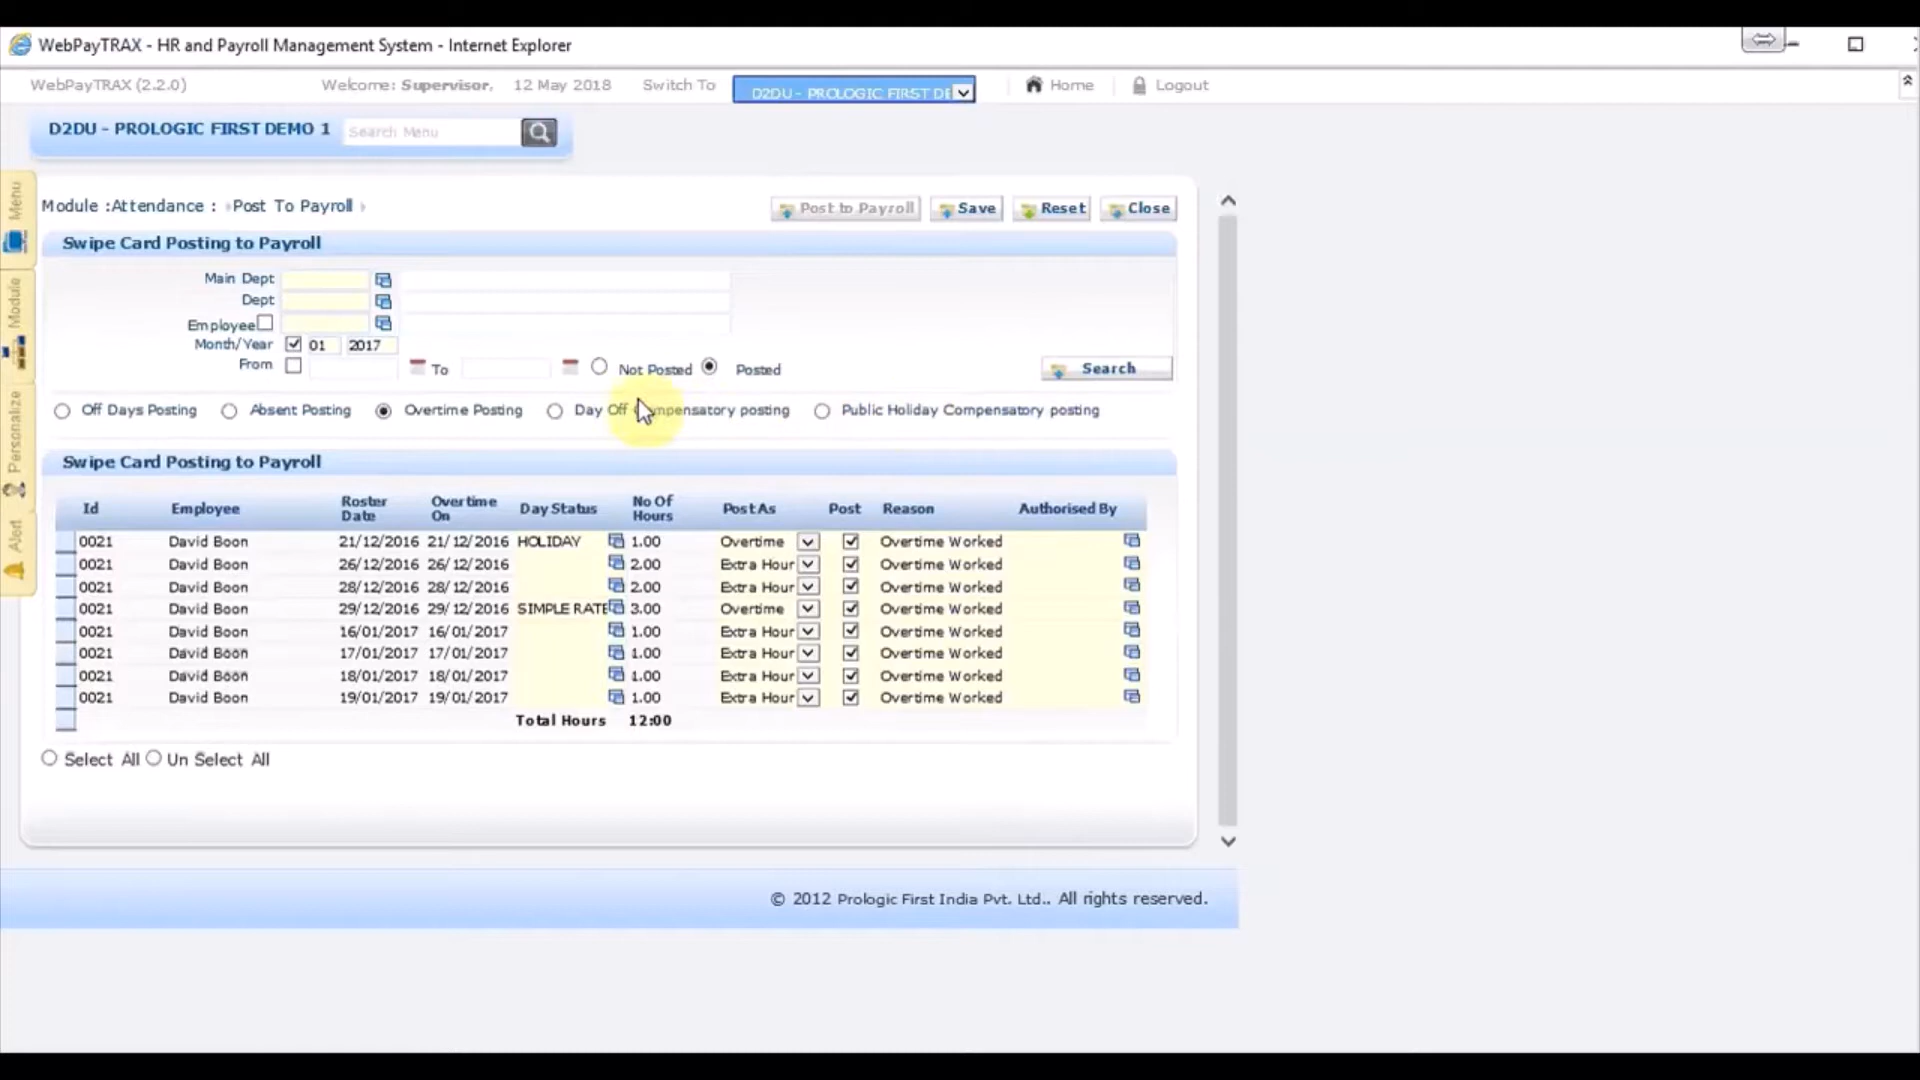 WebPayTRAX - HR and Payroll Management System - Internet Explorer
WebPayTRAX (2.2.0) Welcome: Supervisor, 12 May 2018 Switch To D2DU - PROLOGIC FIRST DE Home Logout
D2DU - PROLOGIC FIRST DEMO 1 Search Menu
Menu
Module
Personalize
Alert
Module :Attendance : Post To Payroll Post to Payroll Save Reset Close
Swipe Card Posting to Payroll
Main Dept
Dept
Employee
Month/Year 01 2017
From To Not Posted Posted Search
Off Days Posting Absent Posting Overtime Posting Day Off posting Public Holiday Compensatory posting
Swipe Card Posting to Payroll
Id Employee Roster Date Overtime On Day Status No Of Hours Post As Post Reason Authorised By
0021 David Boon 21/12/2016 21/12/2016 HOLIDAY 1.00 Overtime Overtime Worked
0021 David Boon 26/12/2016 26/12/2016 2.00 Extra Hour Overtime Worked
0021 David Boon 28/12/2016 28/12/2016 2.00 Extra Hour Overtime Worked
0021 David Boon 29/12/2016 29/12/2016 SIMPLE RATE 3.00 Overtime Overtime Worked
0021 David Boon 16/01/2017 16/01/2017 1.00 Extra Hour Overtime Worked
0021 David Boon 17/01/2017 17/01/2017 1.00 Extra Hour Overtime Worked
0021 David Boon 18/01/2017 18/01/2017 1.00 Extra Hour Overtime Worked
0021 David Boon 19/01/2017 19/01/2017 1.00 Extra Hour Overtime Worked
Total Hours 12:00
Select All Un Select All
© 2012 Prologic First India Pvt. Ltd.. All rights reserved.